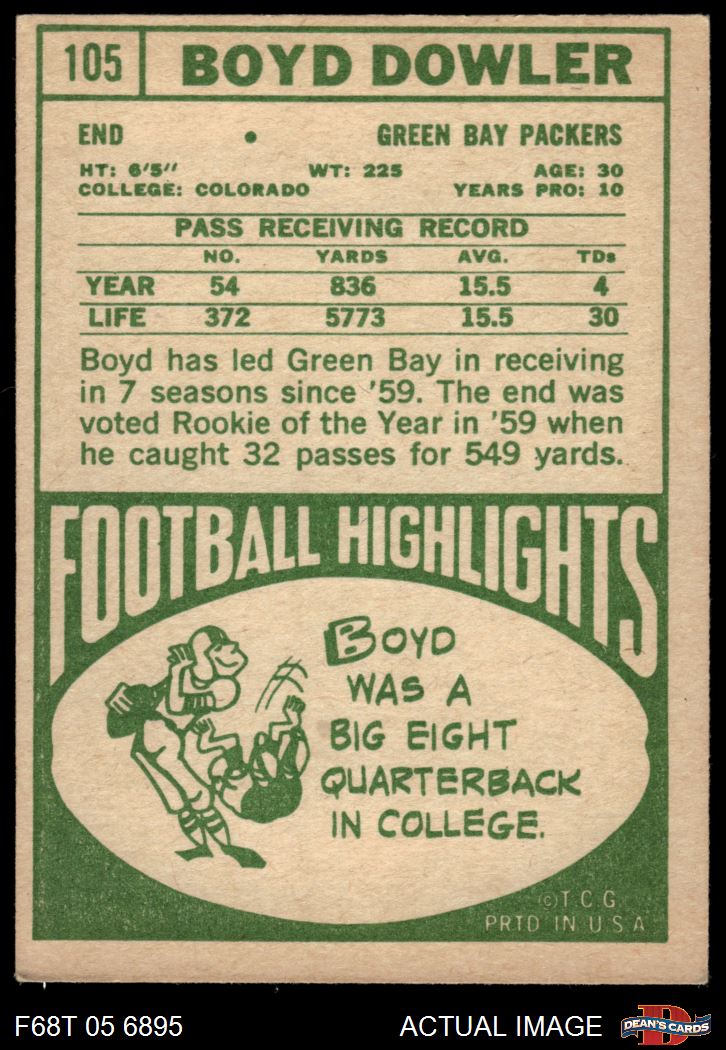 105 BOYD DOWLER
END • GREEN BAY PACKERS
HT: 6'5" WT: 225 AGE: 30
COLLEGE: COLORADO YEARS PRO: 10
PASS RECEIVING RECORD
NO. YARDS AVG. TDs
YEAR 54 836 15.5 4
LIFE 372 5773 15.5 30
Boyd has led Green Bay in receiving
in 7 seasons since '59. The end was
voted Rookie of the Year in '59 when
he caught 32 passes for 549 yards.
FOOTBALL HIGHLIGHTS
BOYD
WAS A
BIG EIGHT
QUARTERBACK
IN COLLEGE.
©T.C.G.
PRTD IN U.S A
F68T 05 6895 ACTUAL IMAGE D DEAN'S CARDS